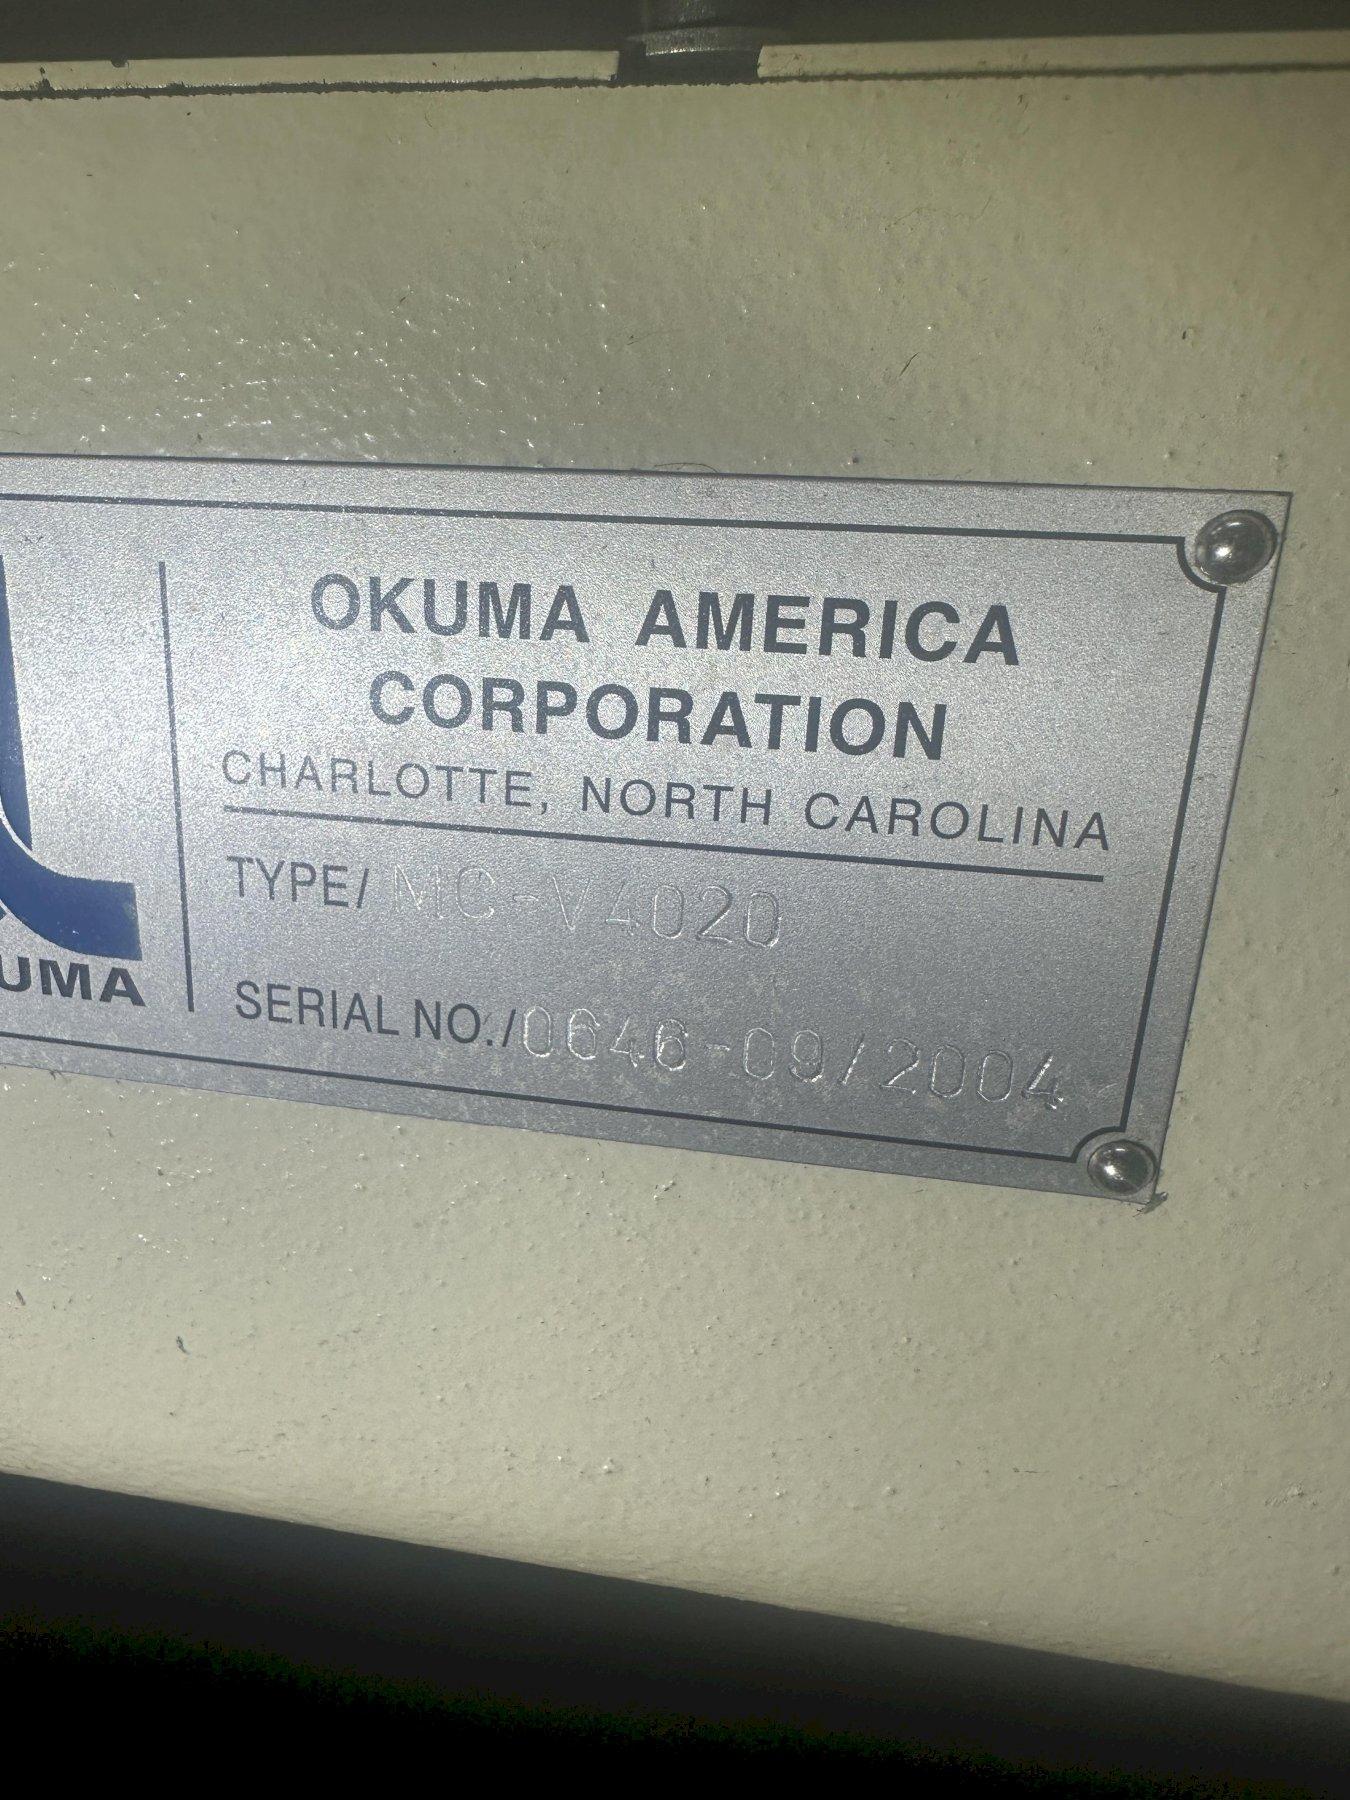 OKUMA AMERICA
CORPORATION
CHARLOTTE, NORTH CAROLINA
TYPE/ MC-V4020
SERIAL NO./0646-09/2004
UMA